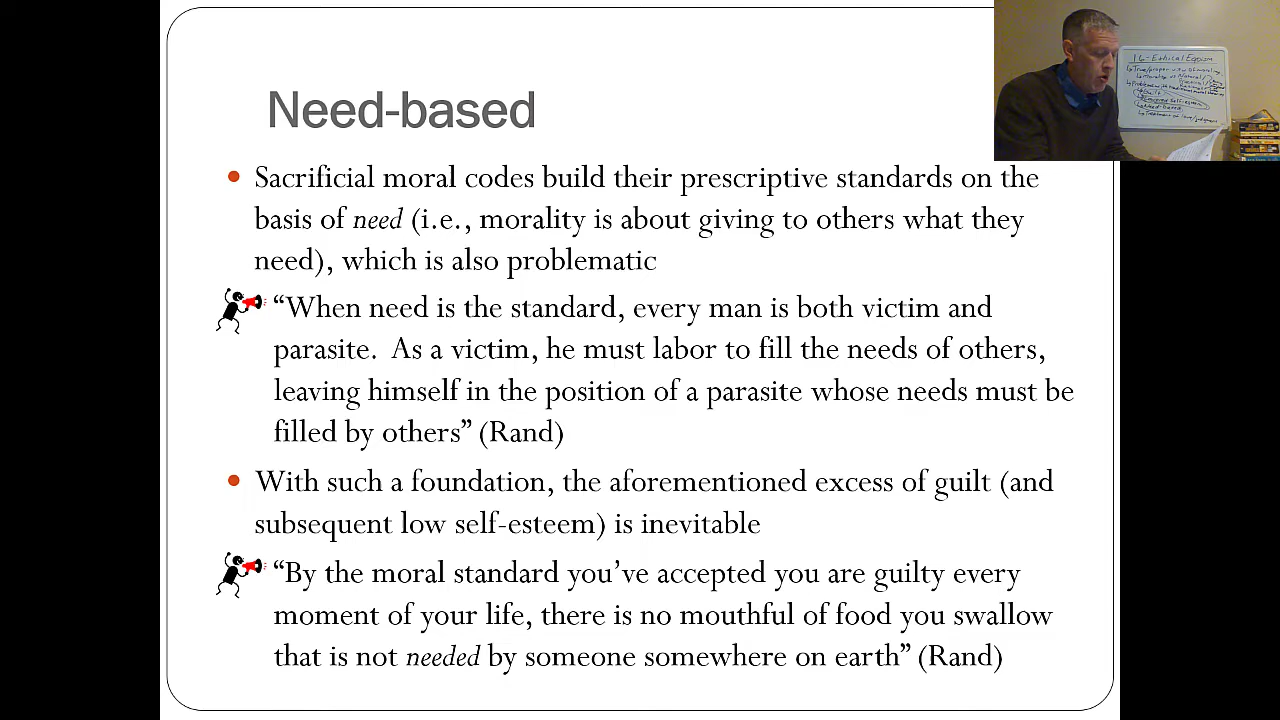 Need-based
• Sacrificial moral codes build their prescriptive standards on the
basis of need (i.e., morality is about giving to others what they
need), which is also problematic
“When need is the standard, every man is both victim and
parasite. As a victim, he must labor to fill the needs of others,
leaving himself in the position of a parasite whose needs must be
filled by others” (Rand)
• With such a foundation, the aforementioned excess of guilt (and
subsequent low self-esteem) is inevitable
“By the moral standard you’ve accepted you are guilty every
moment of your life, there is no mouthful of food you swallow
that is not needed by someone somewhere on earth” (Rand)
16-Ethical Egoism
Guilt
Need-based